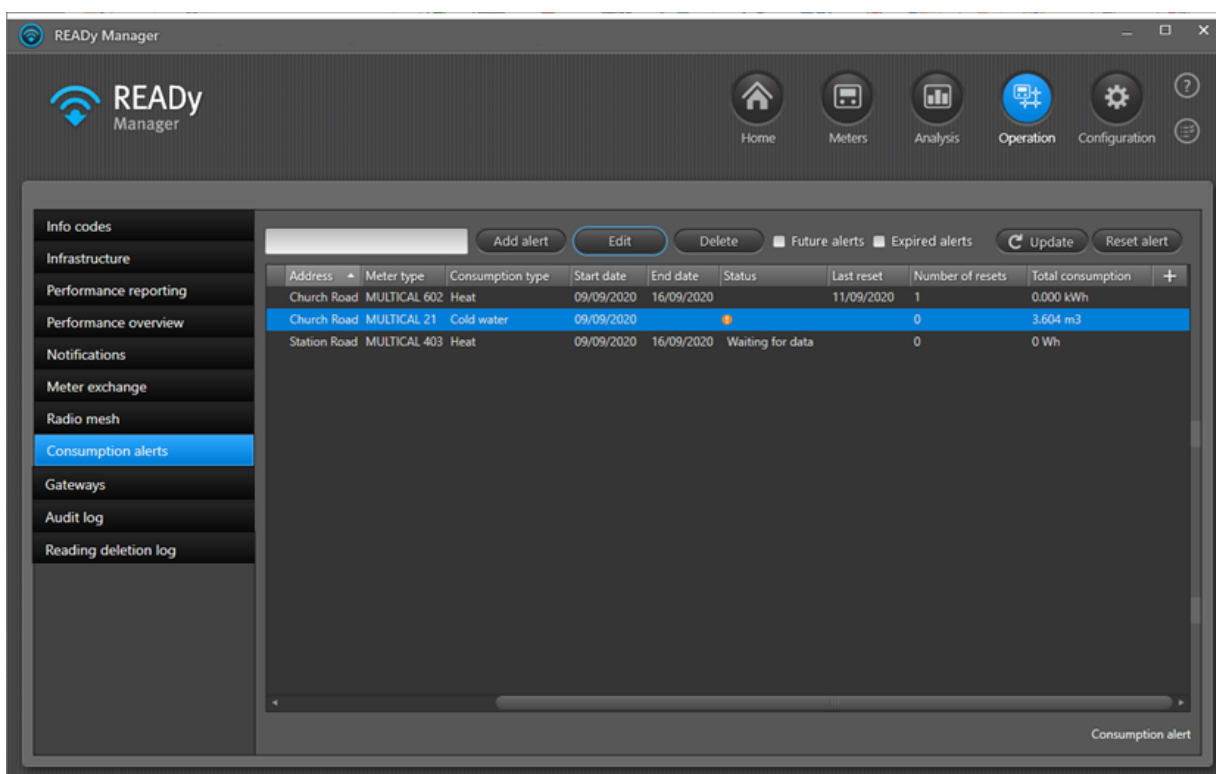 READy Manager
READy
Manager
Home Meters Analysis Operation Configuration
?
Info codes
Infrastructure
Performance reporting
Performance overview
Notifications
Meter exchange
Radio mesh
Consumption alerts
Gateways
Audit log
Reading deletion log
Add alert Edit Delete Future alerts Expired alerts Update Reset alert
Address Meter type Consumption type Start date End date Status Last reset Number of resets Total consumption +
Church Road MULTICAL 602 Heat 09/09/2020 16/09/2020 11/09/2020 1 0.000 kWh
Church Road MULTICAL 21 Cold water 09/09/2020 0 3.604 m3
Station Road MULTICAL 403 Heat 09/09/2020 16/09/2020 Waiting for data 0 0 Wh
Consumption alert